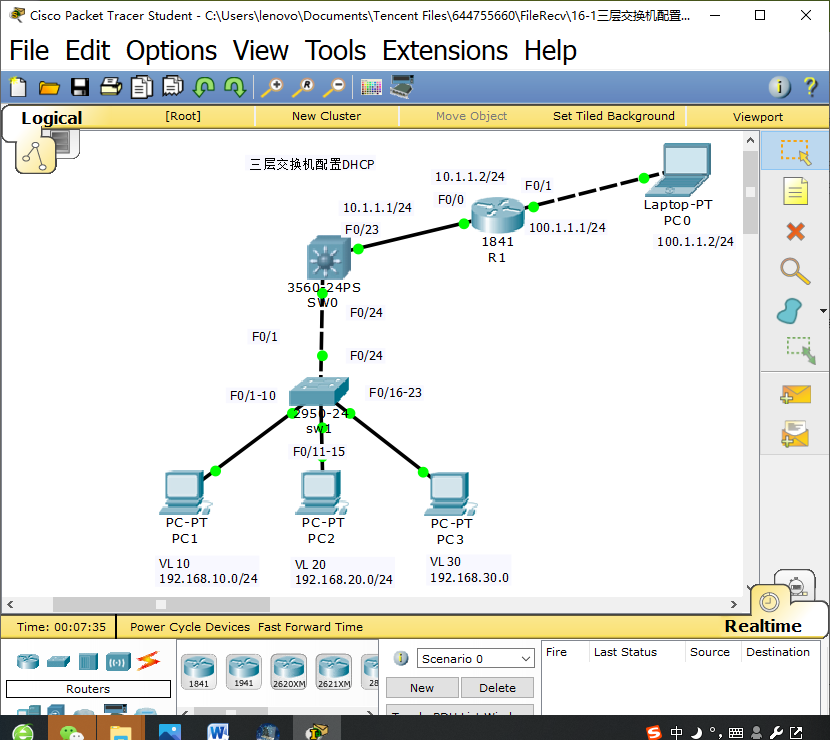 Cisco Packet Tracer Student - C:\Users\lenovo\Documents\Tencent Files\644755660\FileRecv\16-1三层交换机配置...
File Edit Options View Tools Extensions Help
Logical [Root] New Cluster Move Object Set Tiled Background Viewport
三层交换机配置DHCP
10.1.1.2/24
F0/0
F0/1
Laptop-PT
PC0
100.1.1.2/24
10.1.1.1/24
F0/23
100.1.1.1/24
1841
R1
3560-24PS
SW0
F0/24
F0/1
F0/24
F0/1-10
F0/16-23
2950-24
sw1
F0/11-15
PC-PT
PC1
PC-PT
PC2
PC-PT
PC3
VL 10
192.168.10.0/24
VL 20
192.168.20.0/24
VL 30
192.168.30.0
Time: 00:07:35 Power Cycle Devices Fast Forward Time
Realtime
Routers
1841
1941
2620XM
2621XM
28
Scenario 0
New Delete
Fire Last Status Source Destination
中